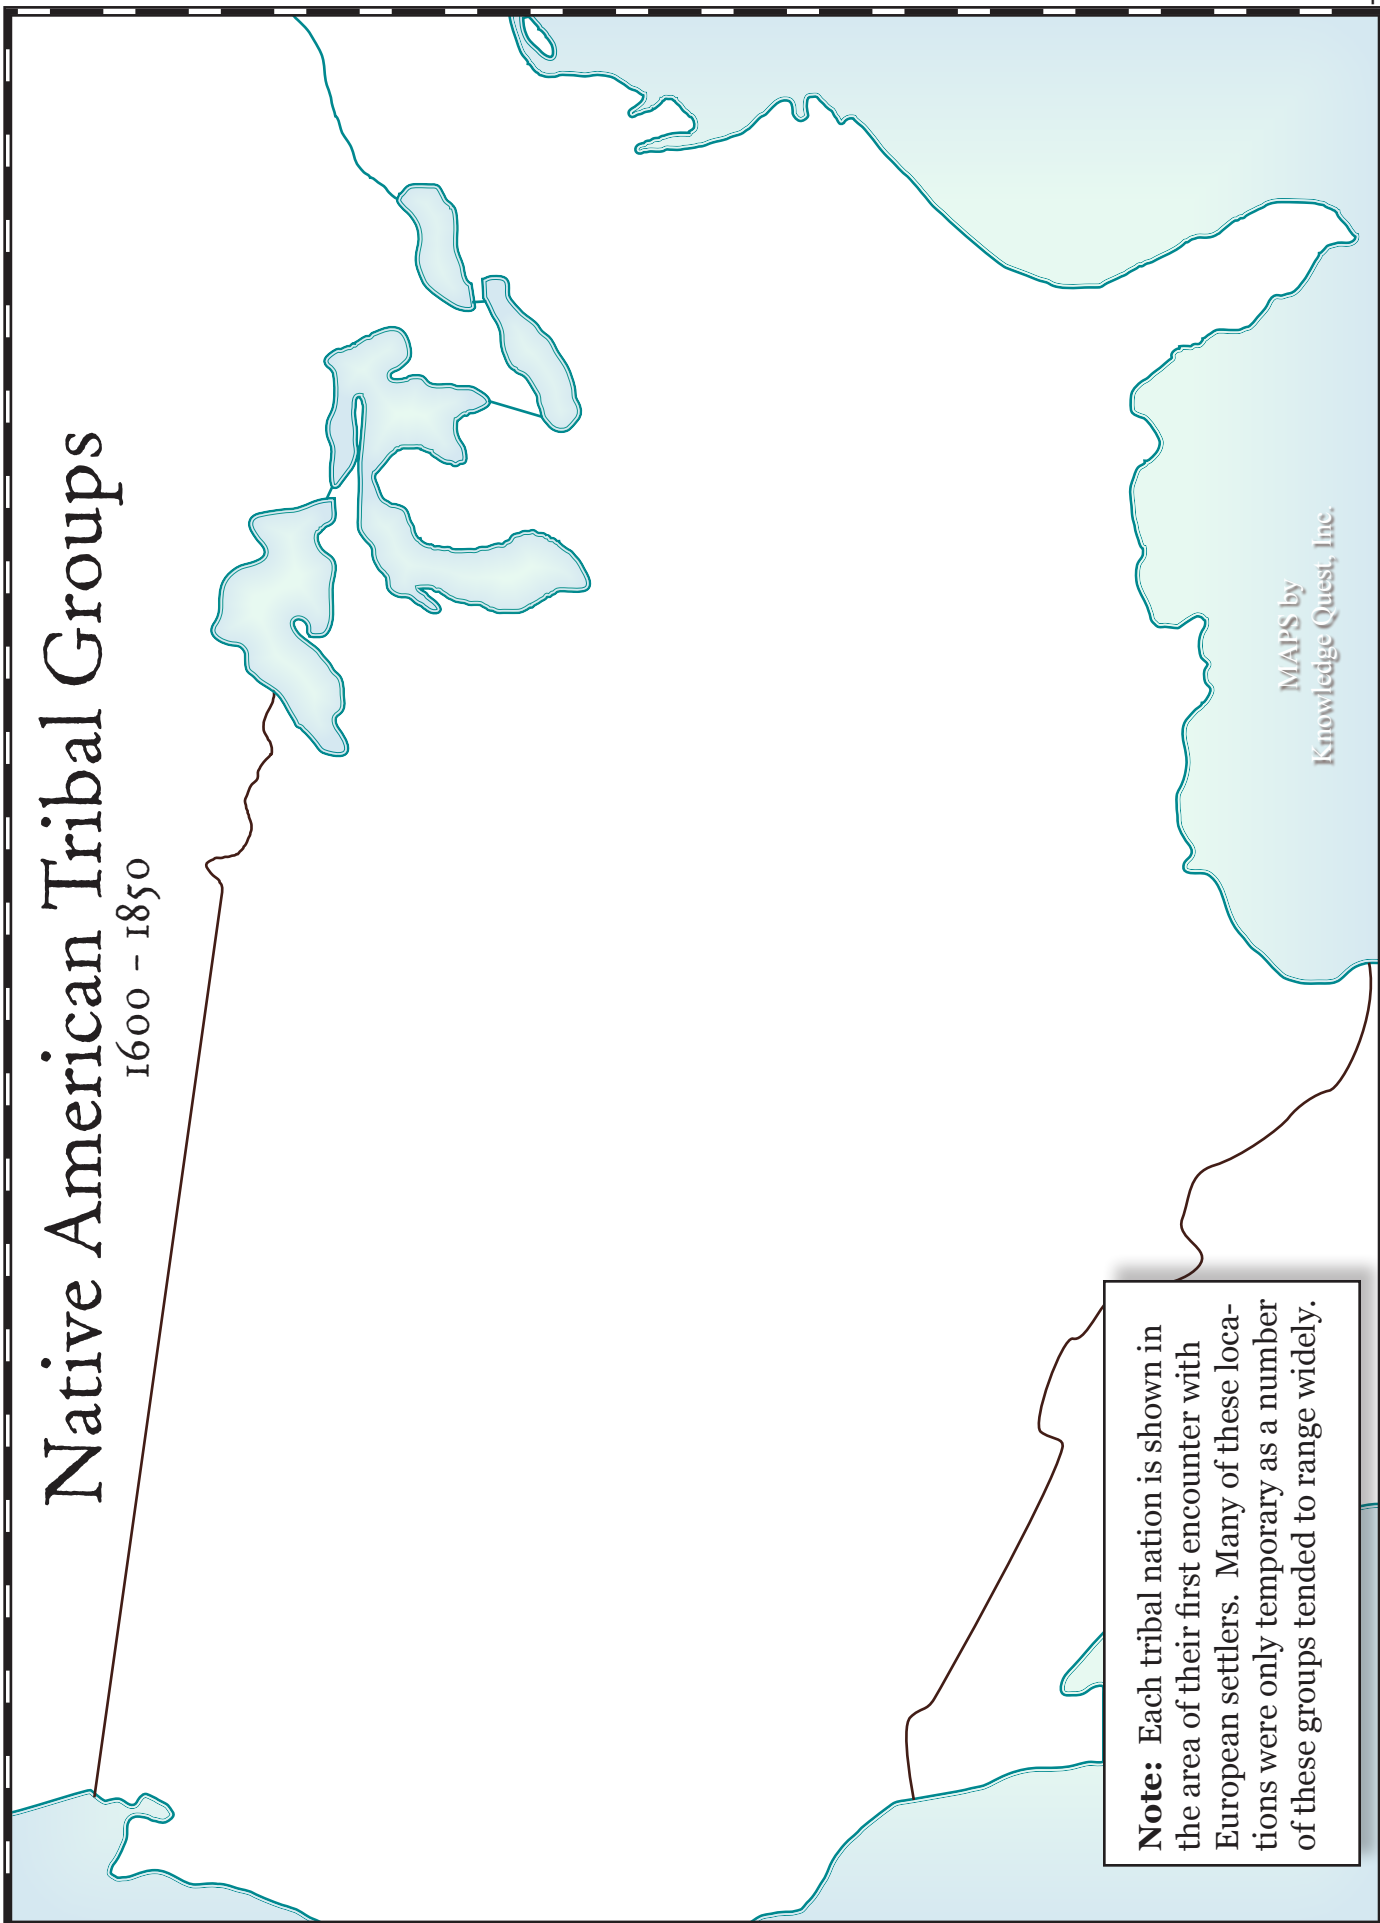 Native American Tribal Groups
1600 – 1850
MAPS by
Knowledge Quest, Inc.
Note: Each tribal nation is shown in
the area of their first encounter with
European settlers. Many of these loca-
tions were only temporary as a number
of these groups tended to range widely.